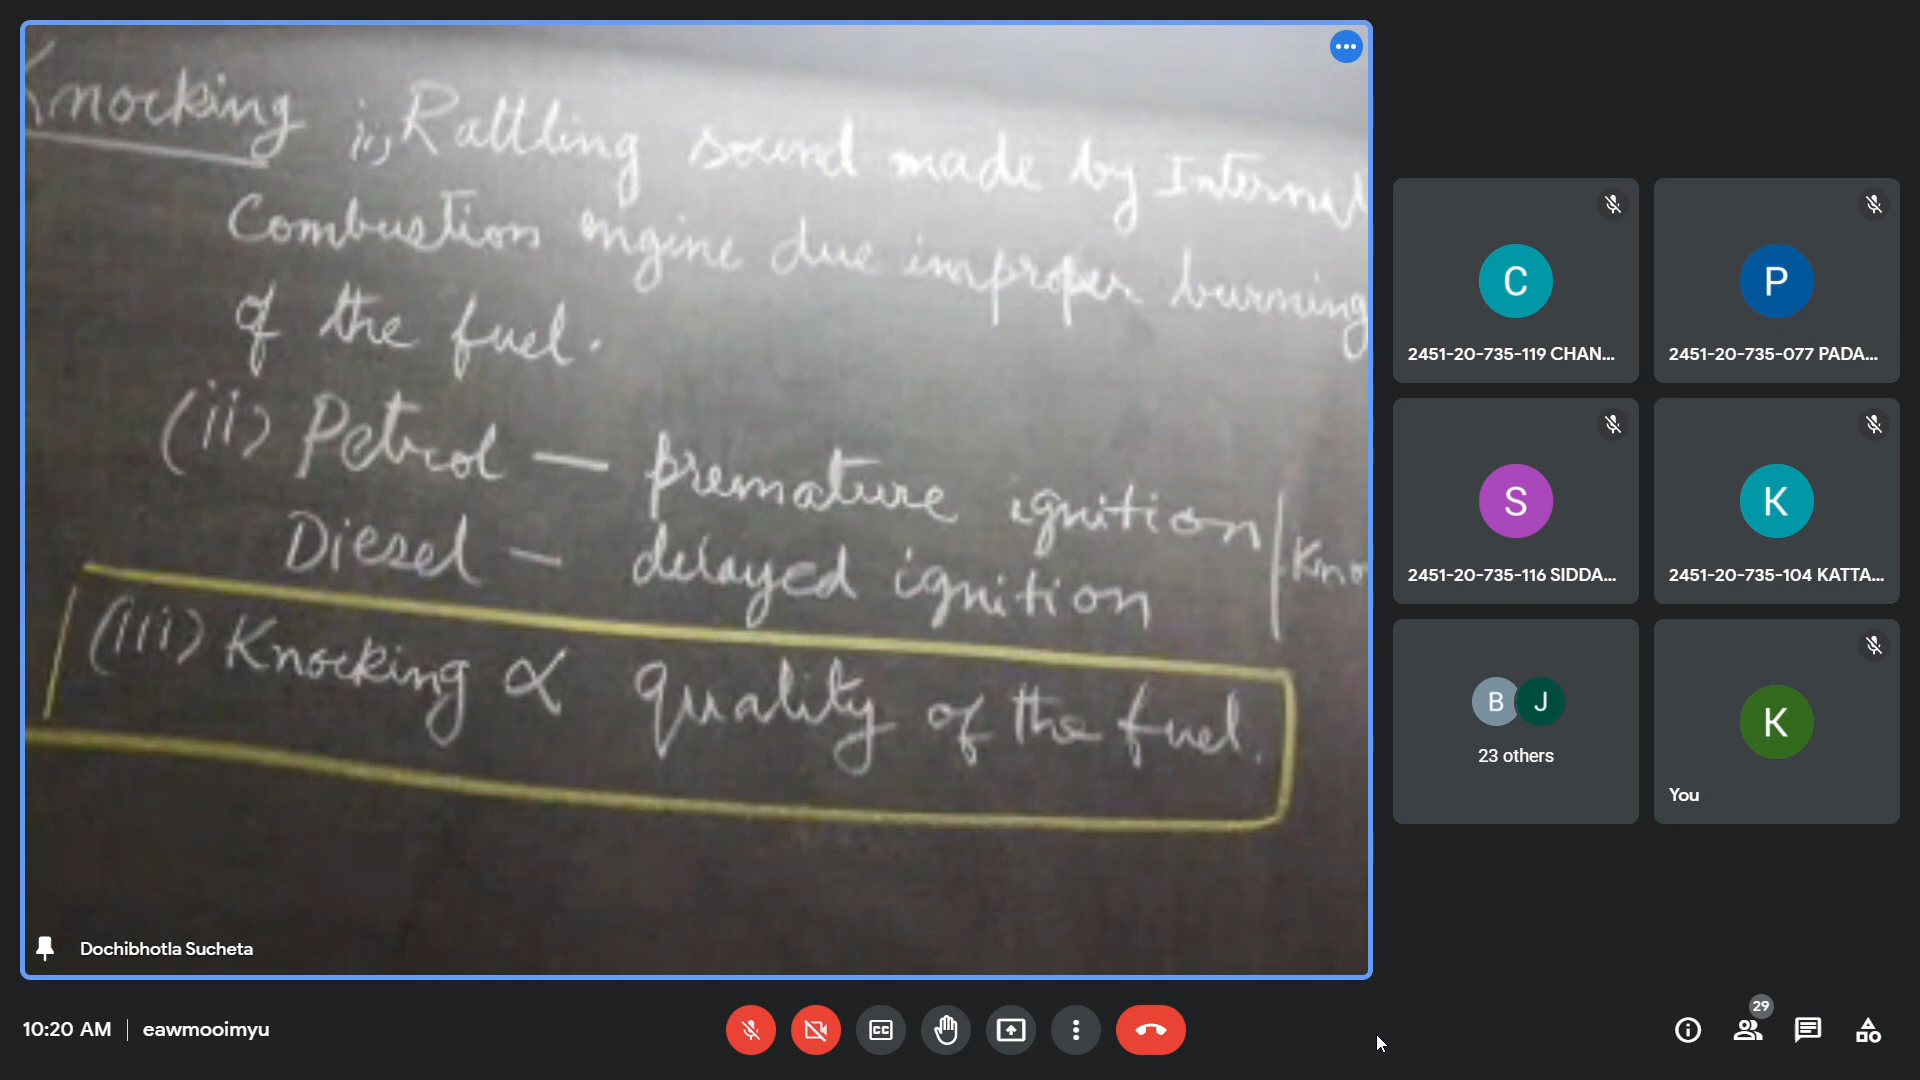 Knocking i, Rattling sound made by Internal
Combustion engine due improper burning
of the fuel.
(ii) Petrol — premature ignition
Kno
Diesel — delayed ignition
(iii) Knocking ∝ quality of the fuel.
Dochibhotla Sucheta
C
2451-20-735-119 CHAN...
P
2451-20-735-077 PADA...
S
2451-20-735-116 SIDDA...
K
2451-20-735-104 KATTA...
B J
23 others
K
You
10:20 AM | eawmooimyu
CC
29